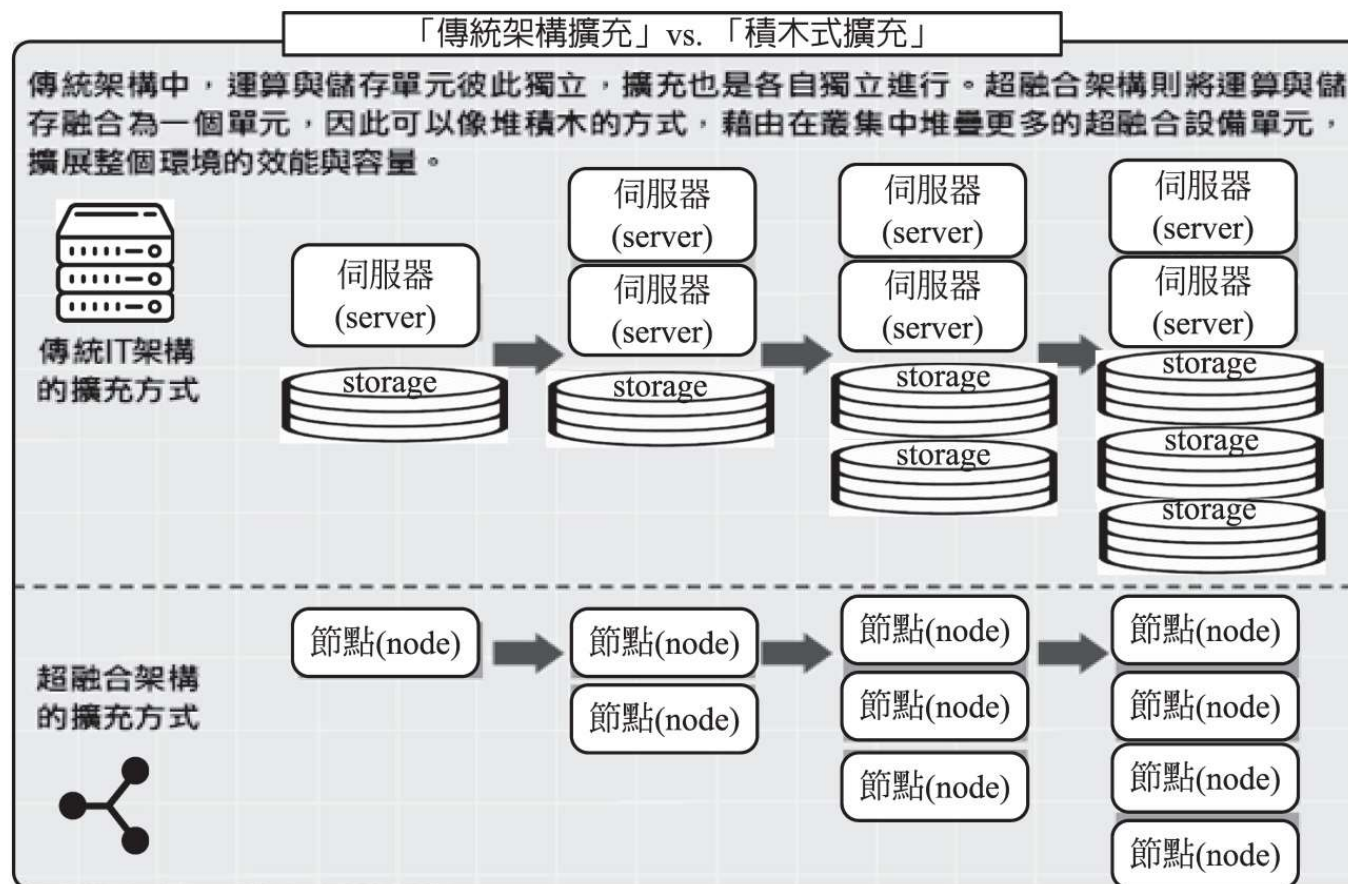 「傳統架構擴充」vs.「積木式擴充」
傳統架構中，運算與儲存單元彼此獨立，擴充也是各自獨立進行。超融合架構則將運算與儲
存融合為一個單元，因此可以像堆積木的方式，藉由在叢集中堆疊更多的超融合設備單元，
擴展整個環境的效能與容量。
傳統IT架構
的擴充方式
伺服器
(server)
storage
伺服器
(server)
伺服器
(server)
storage
伺服器
(server)
伺服器
(server)
storage
storage
伺服器
(server)
伺服器
(server)
storage
storage
storage
超融合架構
的擴充方式
節點(node)
節點(node)
節點(node)
節點(node)
節點(node)
節點(node)
節點(node)
節點(node)
節點(node)
節點(node)